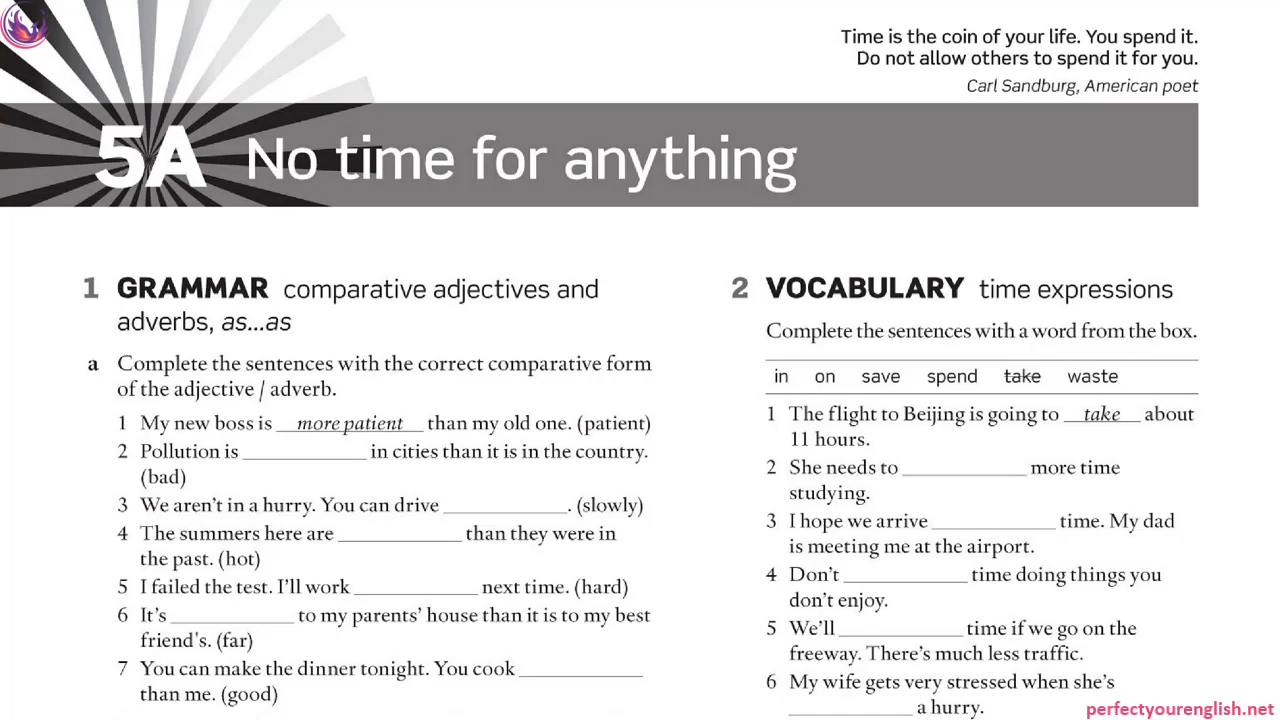 Time is the coin of your life. You spend it.
Do not allow others to spend it for you.
Carl Sandburg, American poet
5A No time for anything
1 GRAMMAR comparative adjectives and
adverbs, as...as
a Complete the sentences with the correct comparative form
of the adjective / adverb.
1 My new boss is more patient than my old one. (patient)
2 Pollution is ____________ in cities than it is in the country.
(bad)
3 We aren't in a hurry. You can drive ____________. (slowly)
4 The summers here are ____________ than they were in
the past. (hot)
5 I failed the test. I'll work ____________ next time. (hard)
6 It's ____________ to my parents' house than it is to my best
friend's. (far)
7 You can make the dinner tonight. You cook ____________
than me. (good)
2 VOCABULARY time expressions
Complete the sentences with a word from the box.
in on save spend take waste
1 The flight to Beijing is going to take about
11 hours.
2 She needs to ____________ more time
studying.
3 I hope we arrive ____________ time. My dad
is meeting me at the airport.
4 Don't ____________ time doing things you
don't enjoy.
5 We'll ____________ time if we go on the
freeway. There's much less traffic.
6 My wife gets very stressed when she's
____________ a hurry.
perfectyourenglish.net